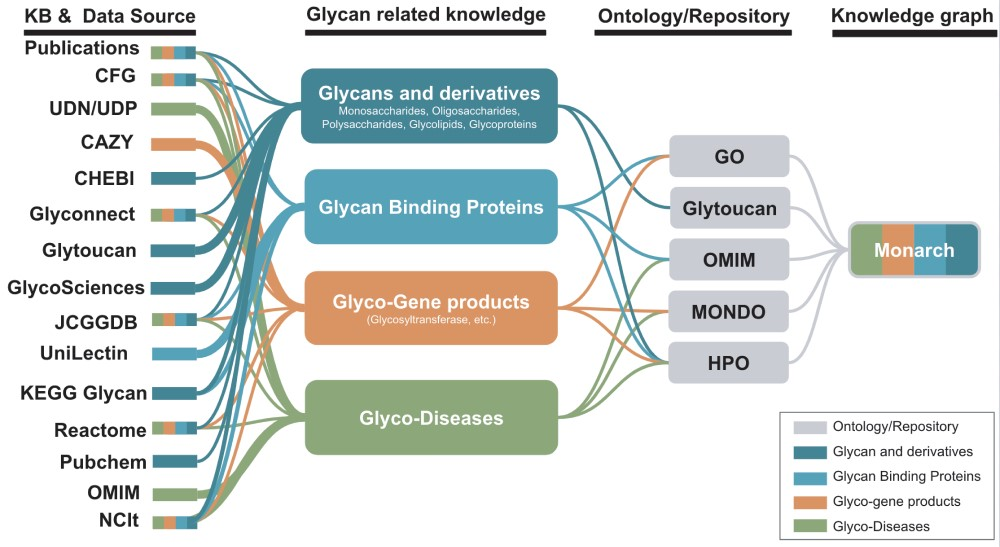 KB &  Data Source
Glycan related knowledge
Ontology/Repository
Knowledge graph
Publications
CFG
UDN/UDP
CAZY
CHEBI
Glyconnect
Glytoucan
GlycoSciences
JCGGDB
UniLectin
KEGG Glycan
Reactome
Pubchem
OMIM
NCIt
Glycans and derivatives
Monosaccharides, Oligosaccharides,
Polysaccharides, Glycolipids, Glycoproteins
Glycan Binding Proteins
Glyco-Gene products
(Glycosyltransferase, etc.)
Glyco-Diseases
GO
Glytoucan
OMIM
MONDO
HPO
Monarch
Ontology/Repository
Glycan and derivatives
Glycan Binding Proteins
Glyco-gene products
Glyco-Diseases